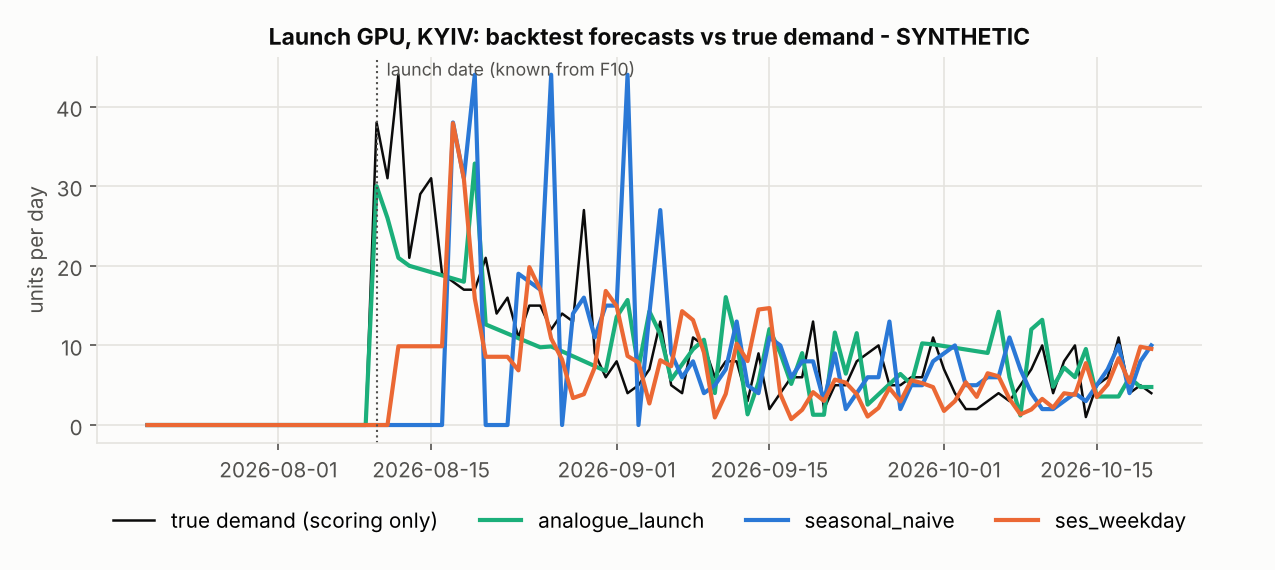 Launch GPU, KYIV: backtest forecasts vs true demand - SYNTHETIC
launch date (known from F10)
units per day
40
30
20
10
0
2026-08-01 2026-08-15 2026-09-01 2026-09-15 2026-10-01 2026-10-15
true demand (scoring only) analogue_launch seasonal_naive ses_weekday